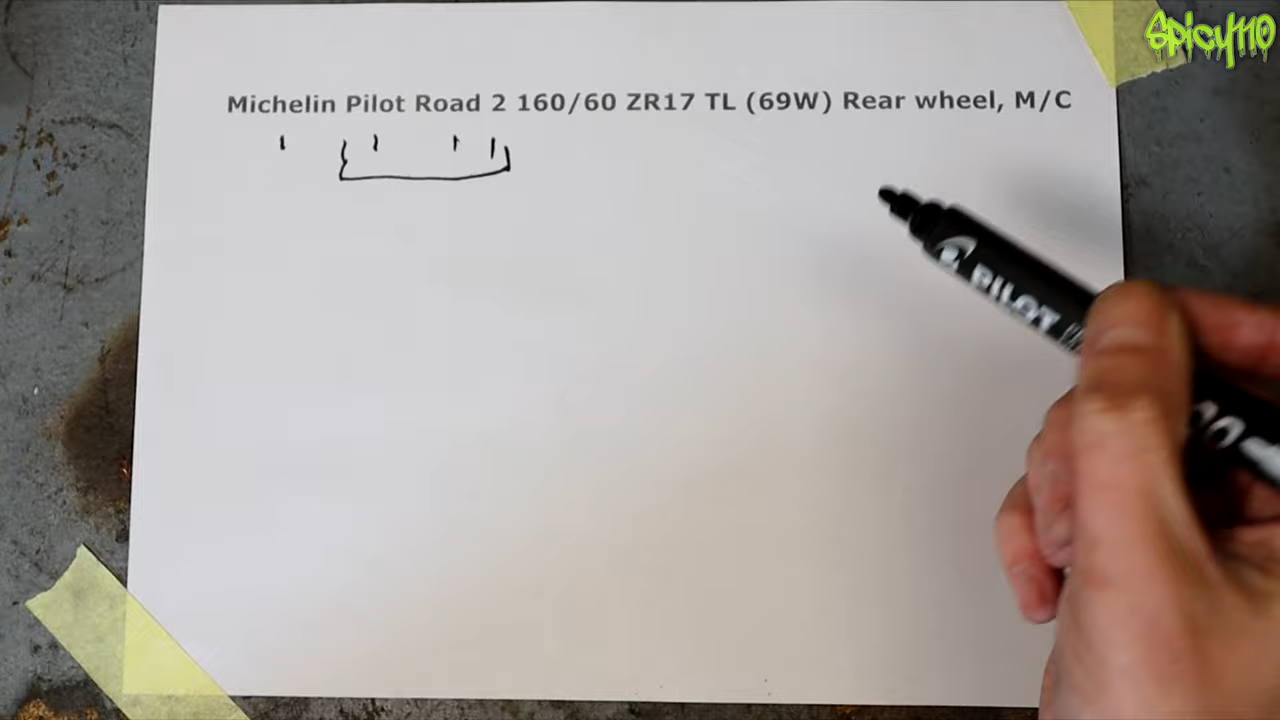 Spicy110
Michelin Pilot Road 2 160/60 ZR17 TL (69W) Rear wheel, M/C
PILOT